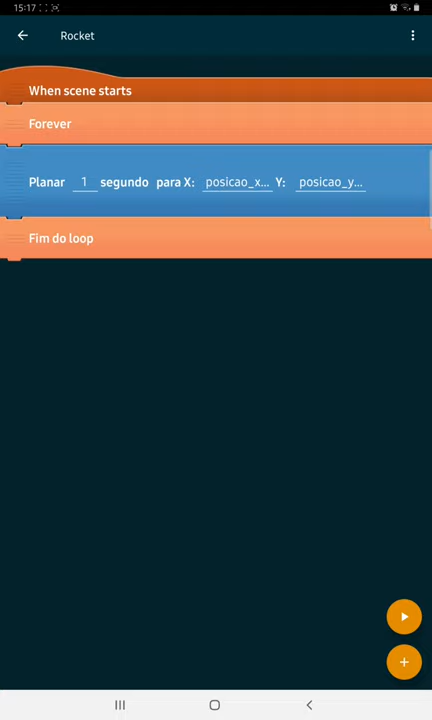 15:17
Rocket
When scene starts
Forever
Planar 1 segundo para X: posicao_x... Y: posicao_y...
Fim do loop